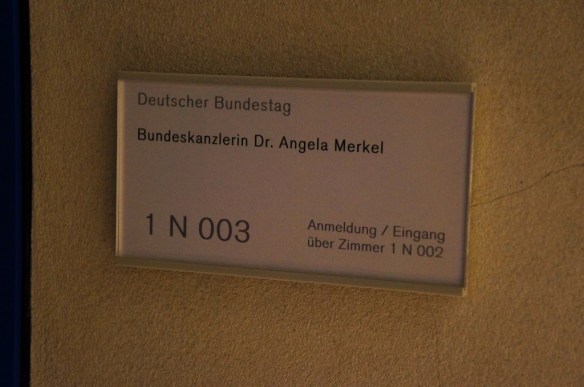 Deutscher Bundestag
Bundeskanzlerin Dr. Angela Merkel
1 N 003
Anmeldung / Eingang
über Zimmer 1 N 002